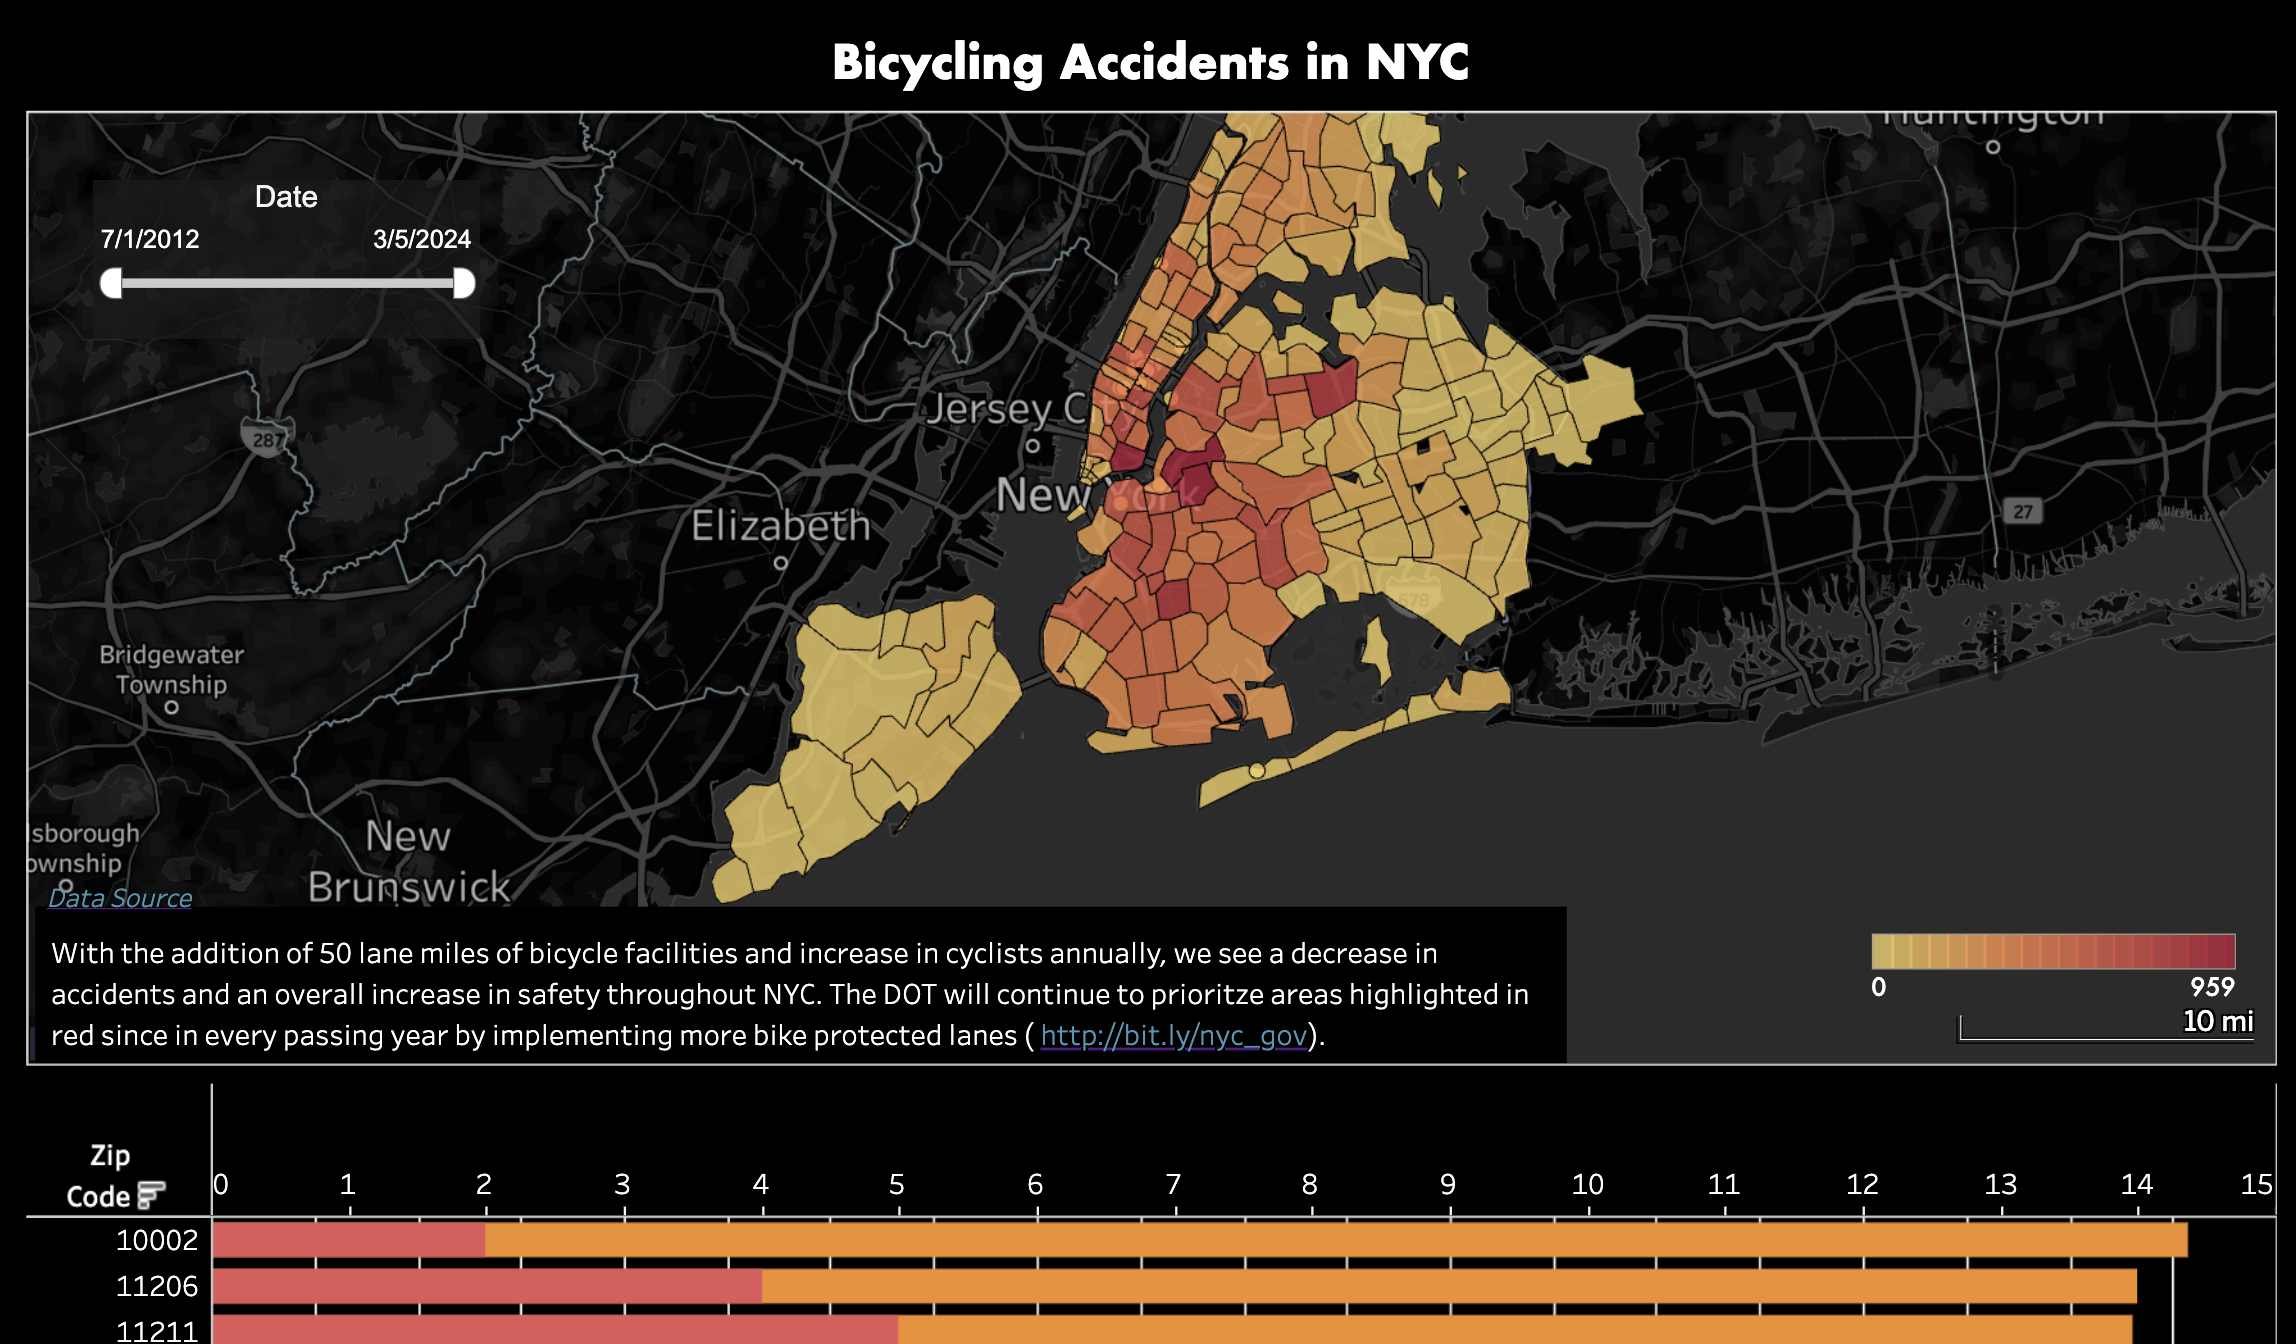 Bicycling Accidents in NYC
Huntington
Date
7/1/2012 3/5/2024
Jersey City
287
New York
27
Elizabeth
678
Bridgewater
Township
lsborough
ownship
New
Brunswick
Data Source
With the addition of 50 lane miles of bicycle facilities and increase in cyclists annually, we see a decrease in
accidents and an overall increase in safety throughout NYC. The DOT will continue to prioritze areas highlighted in
red since in every passing year by implementing more bike protected lanes ( http://bit.ly/nyc_gov).
0 959
10 mi
Zip
Code
0 1 2 3 4 5 6 7 8 9 10 11 12 13 14 15
10002
11206
11211